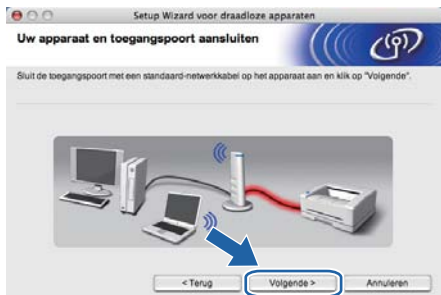 Setup Wizard voor draadloze apparaten
Uw apparaat en toegangspoort aansluiten
Sluit de toegangspoort met een standaard-netwerkkabel op het apparaat aan en klik op "Volgende".
< Terug
Volgende >
Annuleren